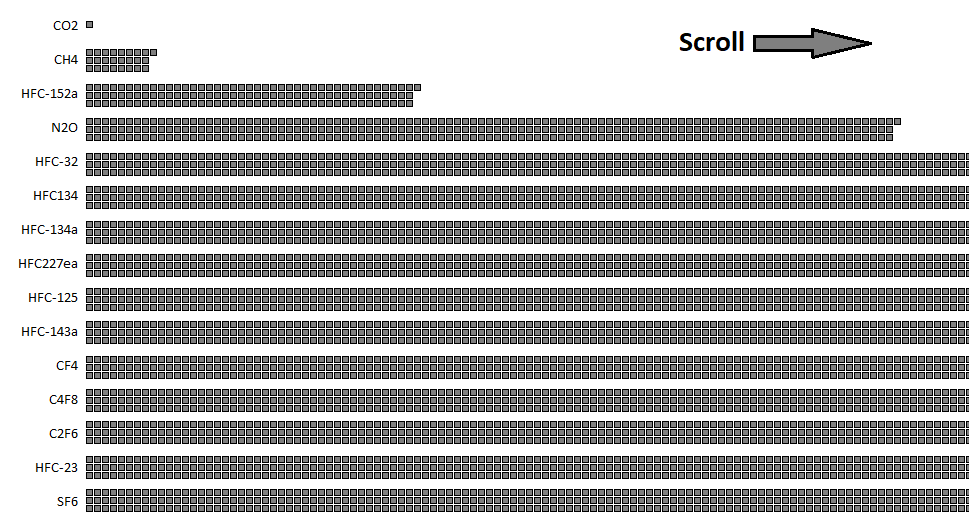 CO2
Scroll
CH4
HFC-152a
N2O
HFC-32
HFC134
HFC-134a
HFC227ea
HFC-125
HFC-143a
CF4
C4F8
C2F6
HFC-23
SF6